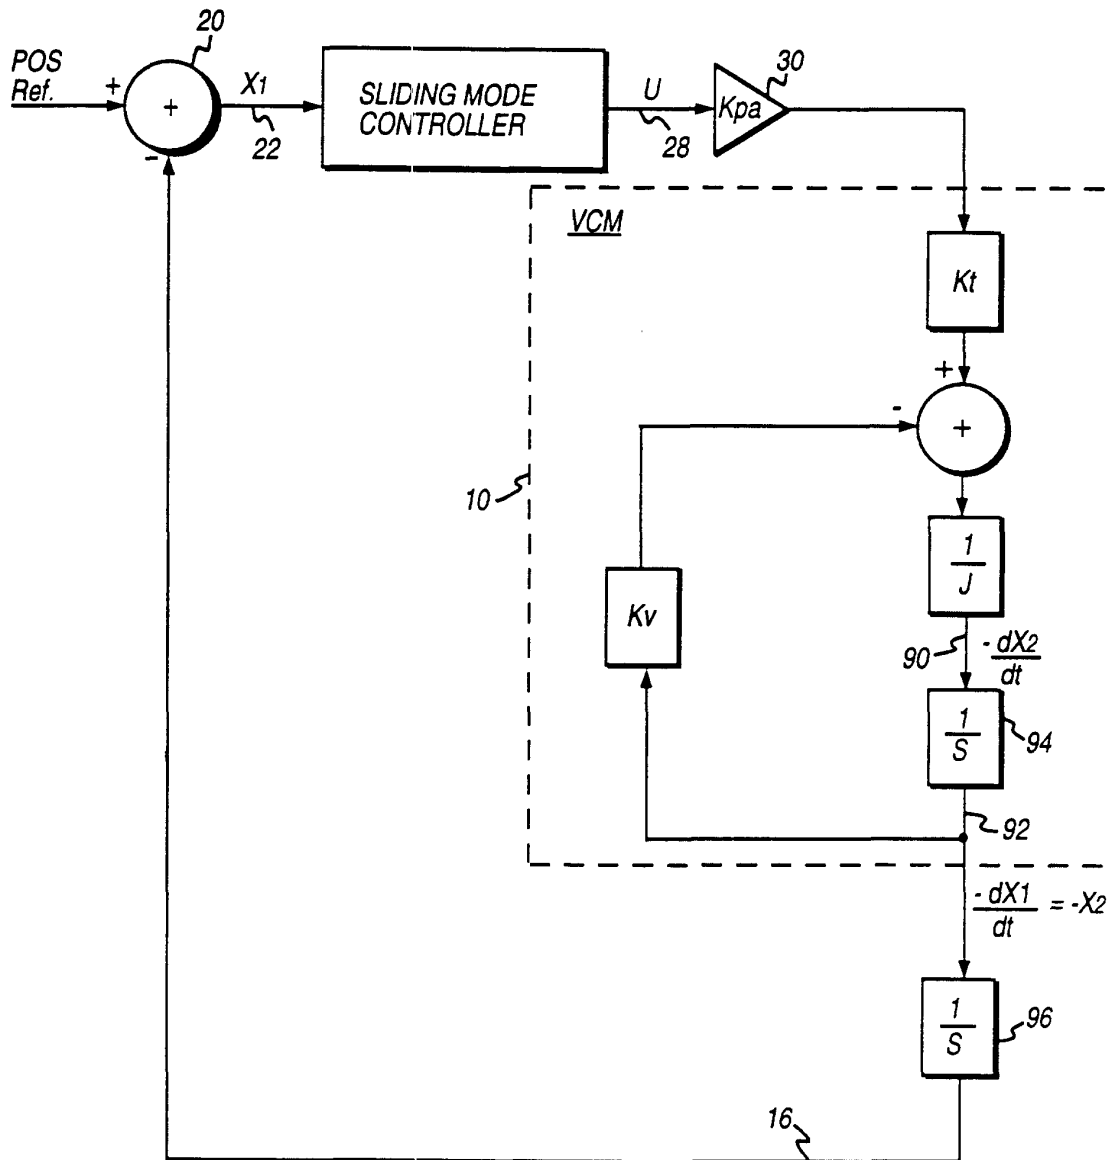 20
POS
Ref.
+
+
-
X1
22
SLIDING MODE
CONTROLLER
U
28
Kpa
30
VCM
Kt
+
-
+
10
1
J
Kv
90
-dX2
dt
1
S
94
92
-dX1 = -X2
dt
1
S
96
16